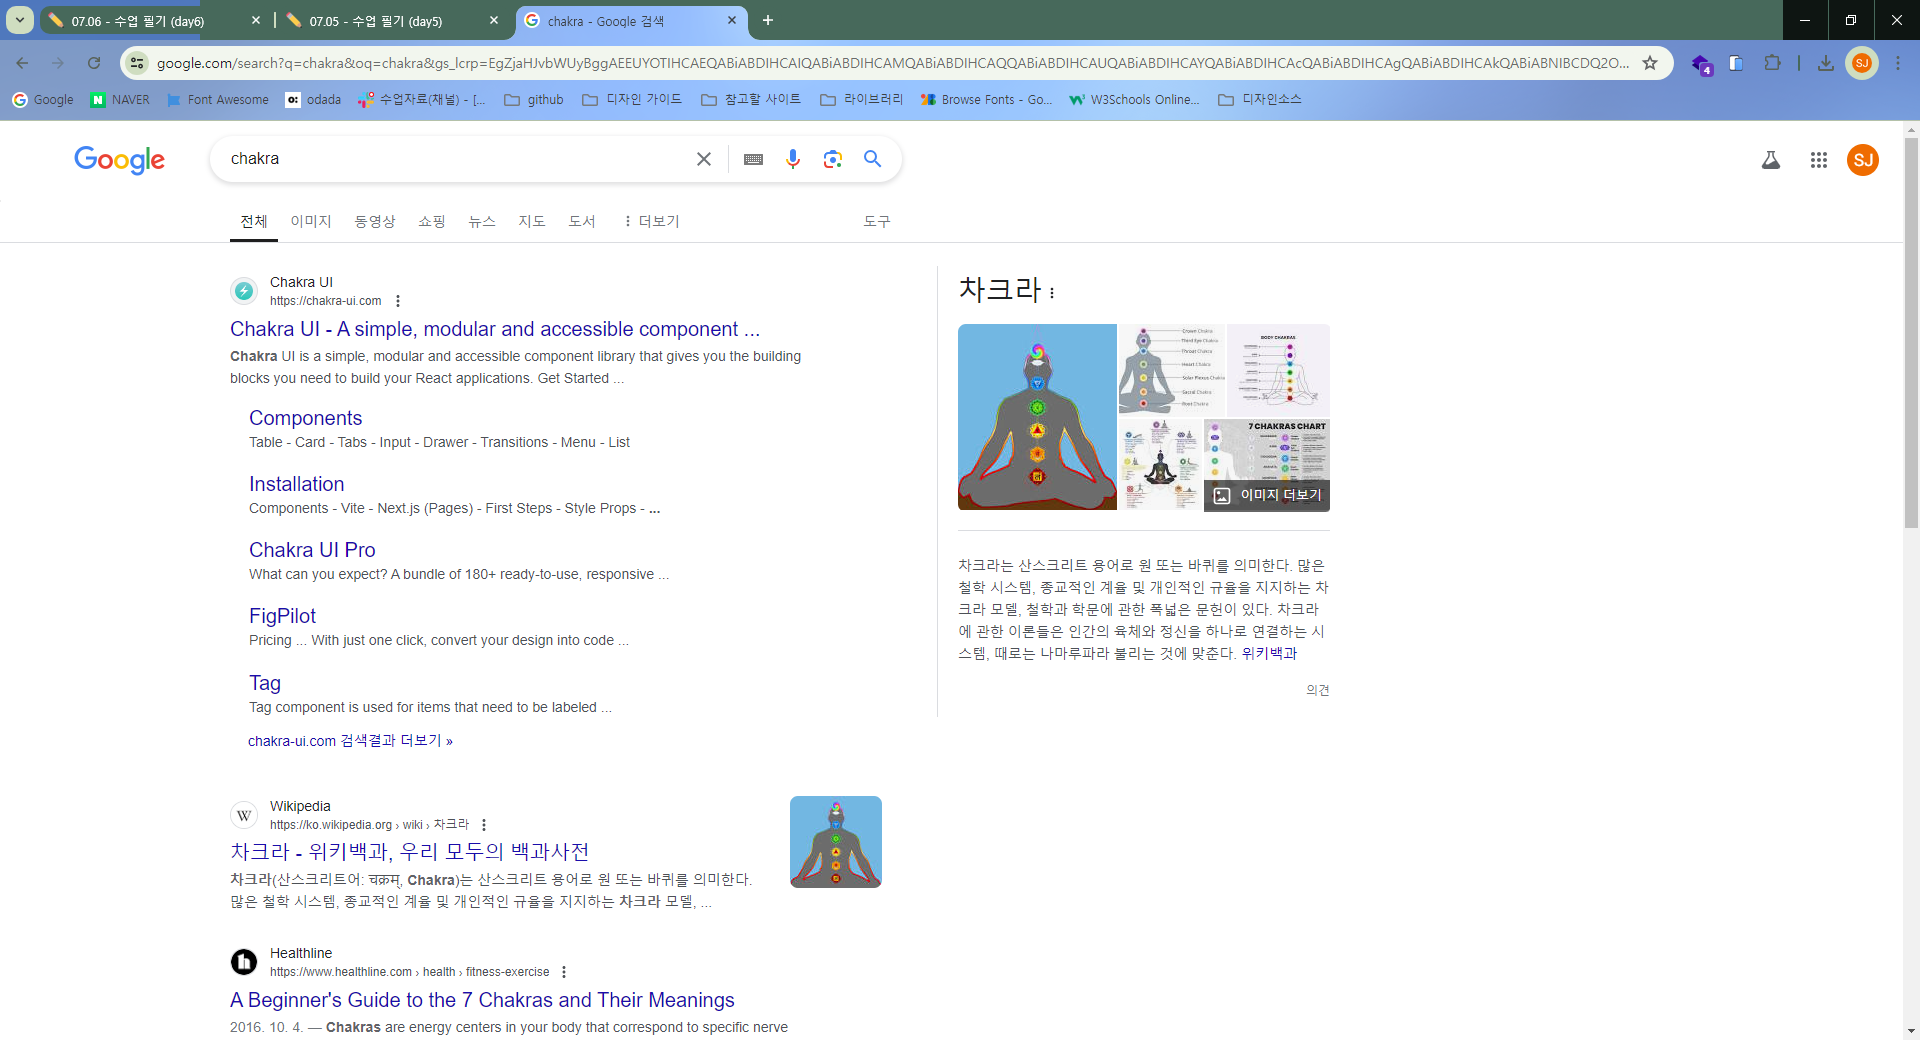 07.06 - 수업 필기 (day6)
07.05 - 수업 필기 (day5)
chakra - Google 검색
google.com/search?q=chakra&oq=chakra&gs_lcrp=EgZjaHJvbWUyBggAEEUYOTIHCAEQABiABDIHCAIQABiABDIHCAMQABiABDIHCAQQABiABDIHCAUQABiABDIHCAYQABiABDIHCAcQABiABDIHCAgQABiABDIHCAkQABiABNIBCDQ2O...
4
SJ
Google
NAVER
Font Awesome
odada
수업자료(채널) - [...
github
디자인 가이드
참고할 사이트
라이브러리
Browse Fonts - Go...
W3Schools Online...
디자인소스
Google
chakra
SJ
전체
이미지
동영상
쇼핑
뉴스
지도
도서
더보기
도구
Chakra UI
https://chakra-ui.com
Chakra UI - A simple, modular and accessible component ...
Chakra UI is a simple, modular and accessible component library that gives you the building
blocks you need to build your React applications. Get Started ...
Components
Table - Card - Tabs - Input - Drawer - Transitions - Menu - List
Installation
Components - Vite - Next.js (Pages) - First Steps - Style Props - ...
Chakra UI Pro
What can you expect? A bundle of 180+ ready-to-use, responsive ...
FigPilot
Pricing ... With just one click, convert your design into code ...
Tag
Tag component is used for items that need to be labeled ...
chakra-ui.com 검색결과 더보기 »
Wikipedia
https://ko.wikipedia.org › wiki › 차크라
차크라 - 위키백과, 우리 모두의 백과사전
차크라(산스크리트어: चक्रम्, Chakra)는 산스크리트 용어로 원 또는 바퀴를 의미한다.
많은 철학 시스템, 종교적인 계율 및 개인적인 규율을 지지하는 차크라 모델, ...
Healthline
https://www.healthline.com › health › fitness-exercise
A Beginner's Guide to the 7 Chakras and Their Meanings
2016. 10. 4. — Chakras are energy centers in your body that correspond to specific nerve
차크라
Crown Chakra
Third Eye Chakra
Throat Chakra
Heart Chakra
Solar Plexus Chakra
Sacral Chakra
Root Chakra
BODY CHAKRAS
7 CHAKRAS CHART
이미지 더보기
차크라는 산스크리트 용어로 원 또는 바퀴를 의미한다. 많은
철학 시스템, 종교적인 계율 및 개인적인 규율을 지지하는 차
크라 모델, 철학과 학문에 관한 폭넓은 문헌이 있다. 차크라
에 관한 이론들은 인간의 육체와 정신을 하나로 연결하는 시
스템, 때로는 나마루파라 불리는 것에 맞춘다. 위키백과
의견